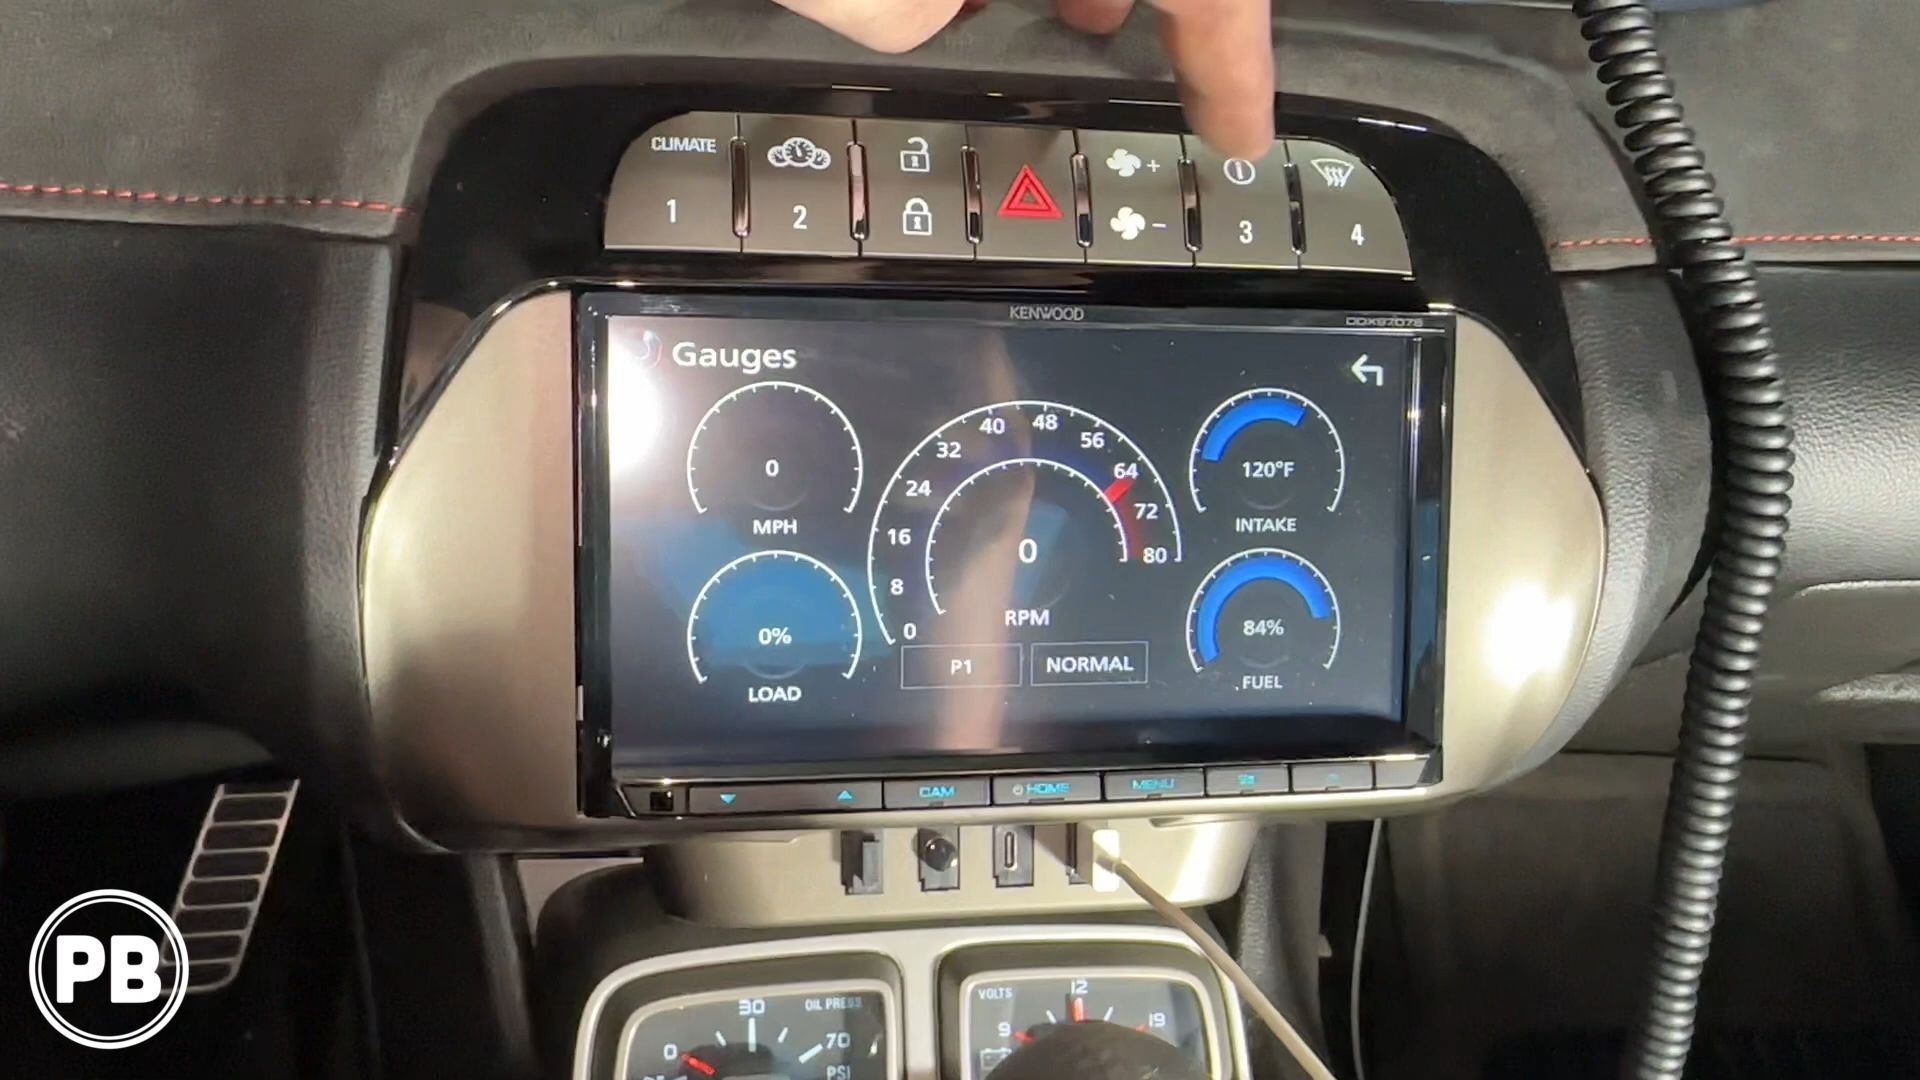 CLIMATE
1
2
+
-
3
4
KENWOOD
DDX9707S
Gauges
0
MPH
0%
LOAD
0
8
16
24
32
40
48
56
64
72
80
0
RPM
P1
NORMAL
120°F
INTAKE
84%
FUEL
CAM
HOME
MENU
PB
0
30
70
OIL PRESS
PSI
VOLTS
9
12
19